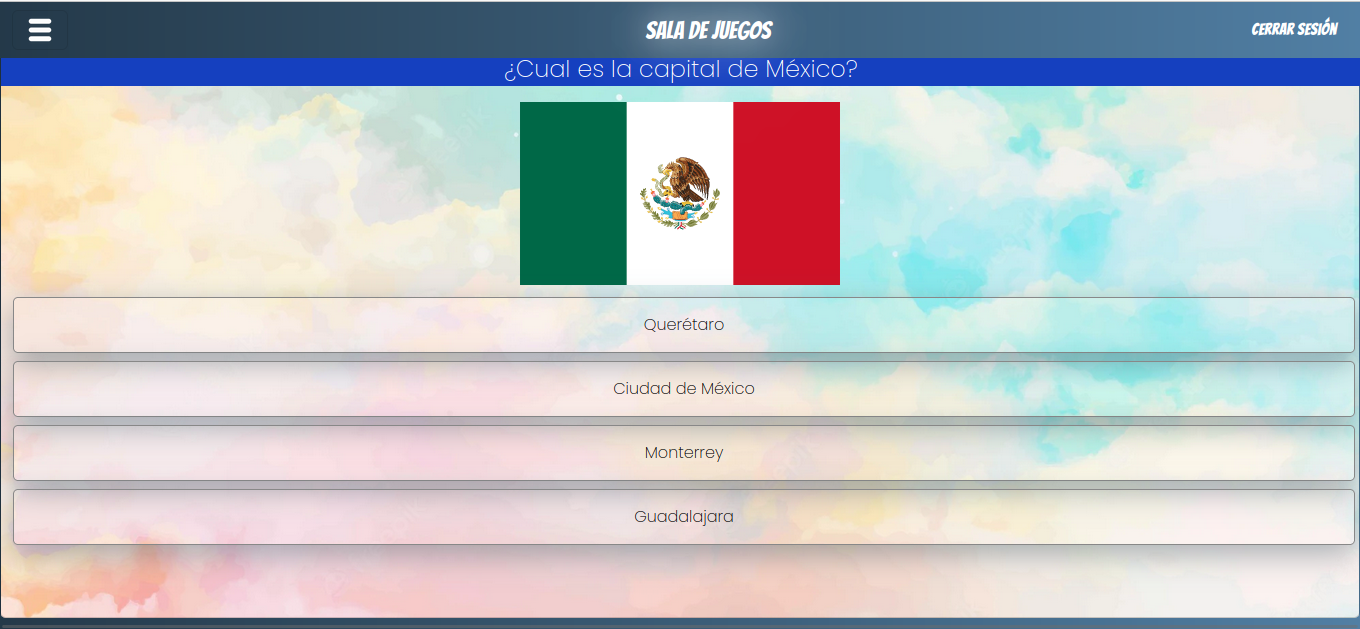 SALA DE JUEGOS
CERRAR SESIÓN
¿Cual es la capital de México?
Querétaro
Ciudad de México
Monterrey
Guadalajara